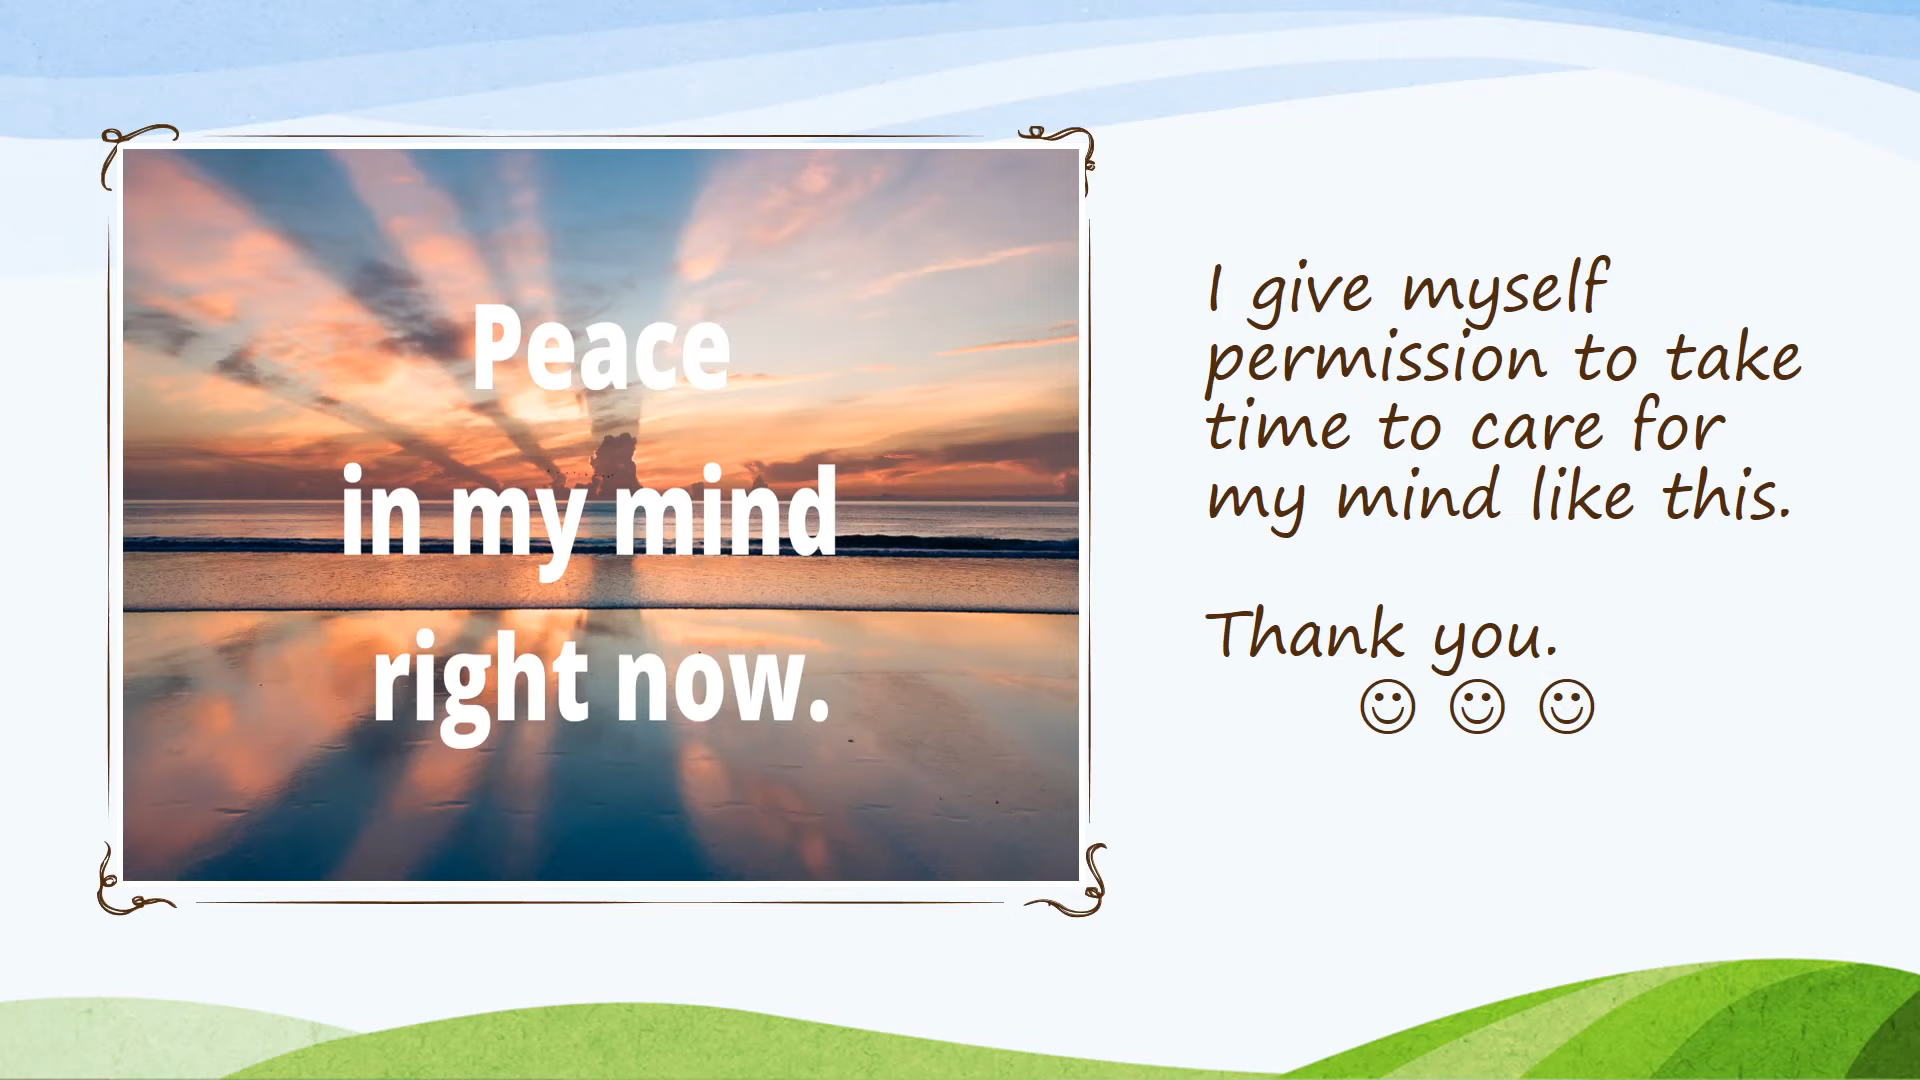 Peace
in my mind
right now.
I give myself
permission to take
time to care for
my mind like this.
Thank you.
☺ ☺ ☺